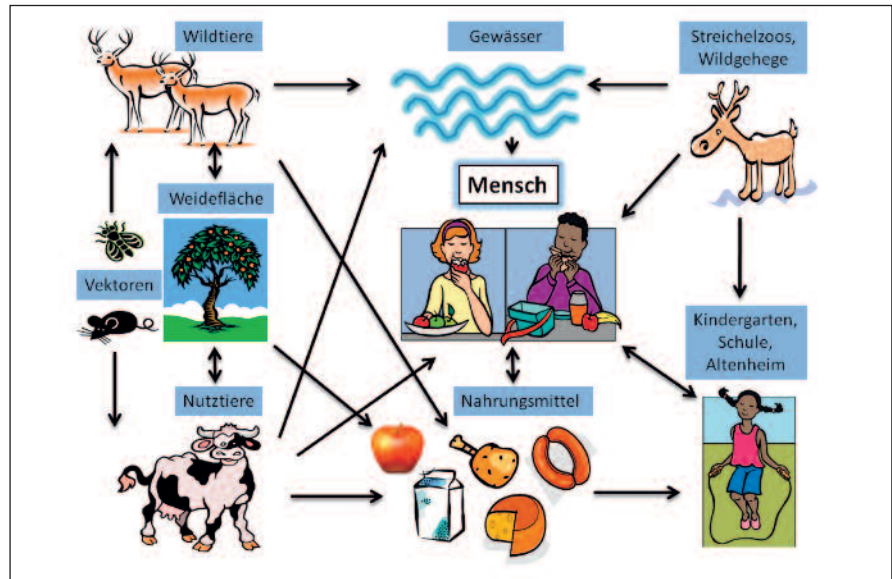 Wildtiere
Gewässer
Streichelzoos,
Wildgehege
Mensch
Weidefläche
Vektoren
Kindergarten,
Schule,
Altenheim
Nutztiere
Nahrungsmittel